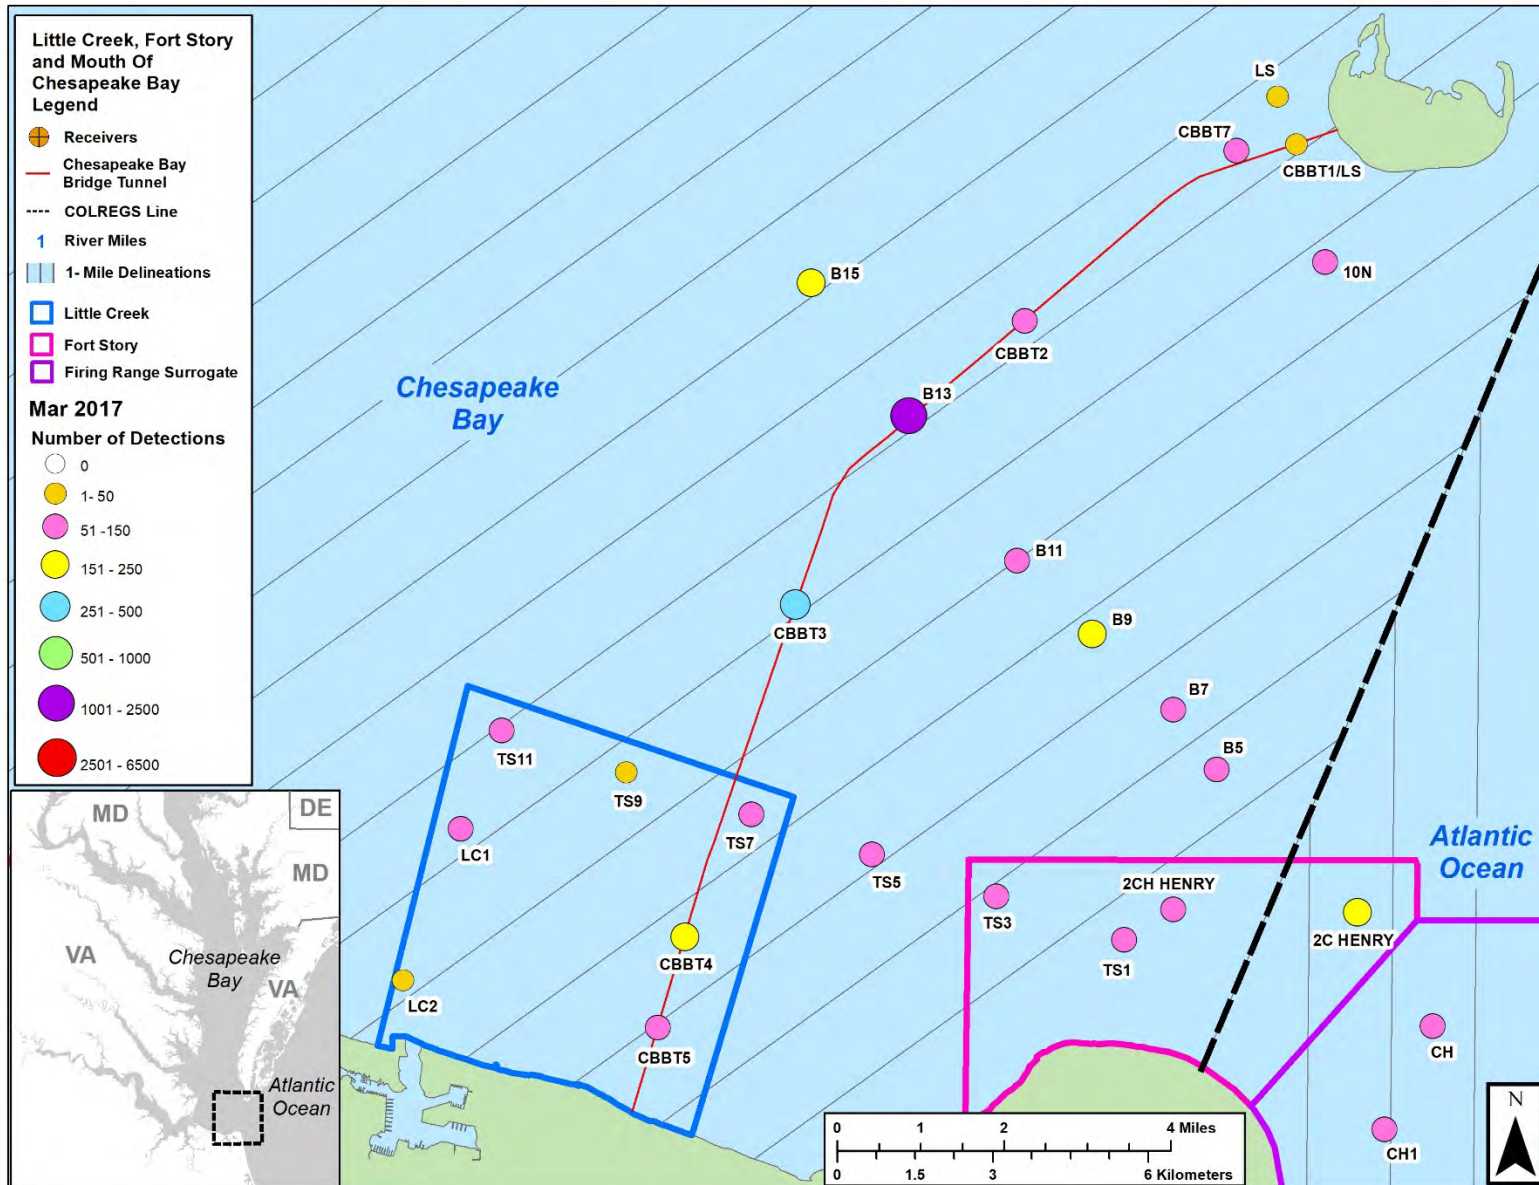 Little Creek, Fort Story
and Mouth Of
Chesapeake Bay
Legend
Receivers
Chesapeake Bay
Bridge Tunnel
COLREGS Line
1 River Miles
1- Mile Delineations
Little Creek
Fort Story
Firing Range Surrogate
Mar 2017
Number of Detections
0
1- 50
51 -150
151 - 250
251 - 500
501 - 1000
1001 - 2500
2501 - 6500
LS
CBBT7
CBBT1/LS
10N
B15
CBBT2
Chesapeake
Bay
B13
B11
CBBT3
B9
B7
TS11
B5
TS9
TS7
LC1
Atlantic
Ocean
TS5
2CH HENRY
TS3
2C HENRY
TS1
CBBT4
LC2
CH
CBBT5
CH1
MD
DE
MD
VA
Chesapeake
Bay
VA
Atlantic
Ocean
0 1 2 4 Miles
0 1.5 3 6 Kilometers
N